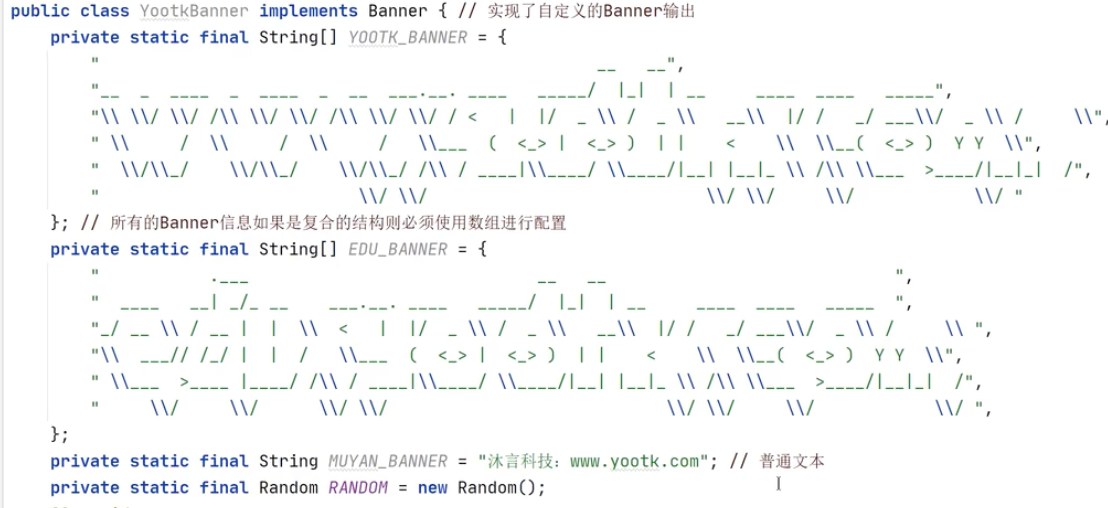 public class YootkBanner implements Banner { // 实现了自定义的Banner输出
    private static final String[] YOOTK_BANNER = {
        "                                                  __   __",
        "__  _  ____  _  ____  _  __  ___.__. ____   _____/  |_|  | __     ____  ____   _____",
        "\\ \\/ \\/ /\\ \\/ \\/ /\\ \\/ \\/ / <   |  |/  _ \\ /  _ \\   __\\  |/ /   _/ ___\\/  _ \\ /     \\",
        " \\     /  \\     /  \\     /   \\___  (  <_> |  <_> )  | |    <    \\  \\__(  <_> )  Y Y  \\",
        "  \\/\\_/    \\/\\_/    \\/\\_/ /\\ / ____|\\____/ \\____/|__| |__|_ \\ /\\ \\___  >____/|__|_|  /",
        "                          \\/ \\/                            \\/ \\/     \\/            \\/ "
    }; // 所有的Banner信息如果是复合的结构则必须使用数组进行配置
    private static final String[] EDU_BANNER = {
        "           .___                             __   __                             ",
        "  ____   __| _/_ __    ___.__. ____   _____/  |_|  | __     ____  ____   _____  ",
        "_/ __ \\ / __ |  |  \\  <   |  |/  _ \\ /  _ \\   __\\  |/ /   _/ ___\\/  _ \\ /     \\ ",
        "\\  ___// /_/ |  |  /   \\___  (  <_> |  <_> )  | |    <    \\  \\__(  <_> )  Y Y  \\",
        " \\___  >____ |____/ /\\ / ____|\\____/ \\____/|__| |__|_ \\ /\\ \\___  >____/|__|_|  /",
        "     \\/     \\/      \\/ \\/                            \\/ \\/     \\/            \\/ ",
    };
    private static final String MUYAN_BANNER = "沐言科技：www.yootk.com"; // 普通文本
    private static final Random RANDOM = new Random();